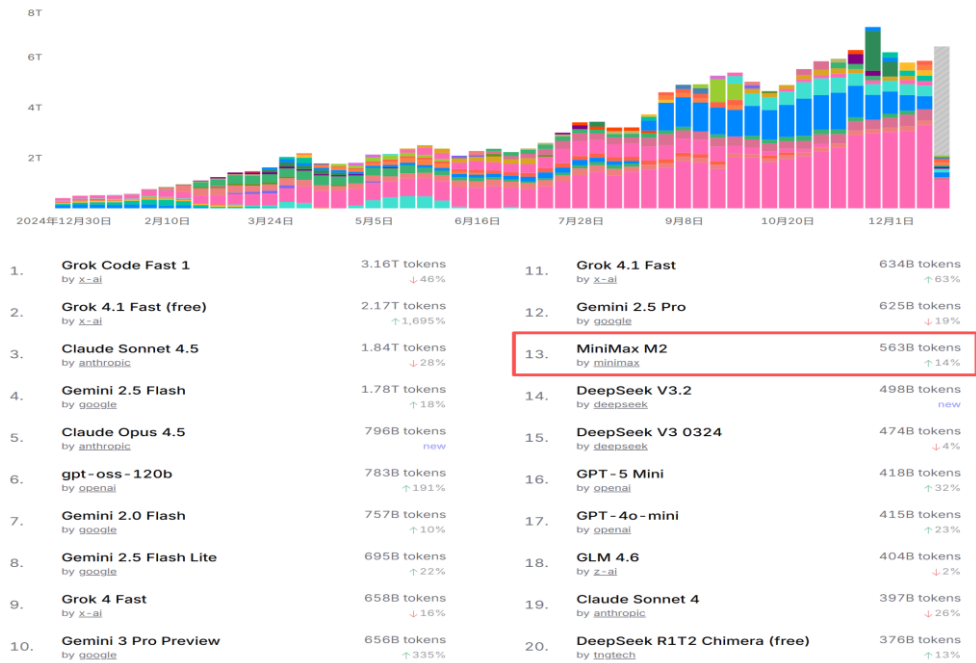 8T
6T
4T
2T
2024年12月30日 2月10日 3月24日 5月5日 6月16日 7月28日 9月8日 10月20日 12月1日
1. Grok Code Fast 1 3.16T tokens
by x-ai ↓46%
2. Grok 4.1 Fast (free) 2.17T tokens
by x-ai ↑1,695%
3. Claude Sonnet 4.5 1.84T tokens
by anthropic ↓28%
4. Gemini 2.5 Flash 1.78T tokens
by google ↑18%
5. Claude Opus 4.5 796B tokens
by anthropic new
6. gpt-oss-120b 783B tokens
by openai ↑191%
7. Gemini 2.0 Flash 757B tokens
by google ↑10%
8. Gemini 2.5 Flash Lite 695B tokens
by google ↑22%
9. Grok 4 Fast 658B tokens
by x-ai ↓16%
10. Gemini 3 Pro Preview 656B tokens
by google ↑335%
11. Grok 4.1 Fast 634B tokens
by x-ai ↑63%
12. Gemini 2.5 Pro 625B tokens
by google ↓19%
13. MiniMax M2 563B tokens
by minimax ↑14%
14. DeepSeek V3.2 498B tokens
by deepseek new
15. DeepSeek V3 0324 474B tokens
by deepseek ↓4%
16. GPT-5 Mini 418B tokens
by openai ↑32%
17. GPT-4o-mini 415B tokens
by openai ↑23%
18. GLM 4.6 404B tokens
by z-ai ↓2%
19. Claude Sonnet 4 397B tokens
by anthropic ↓26%
20. DeepSeek R1T2 Chimera (free) 376B tokens
by tngtech ↑13%